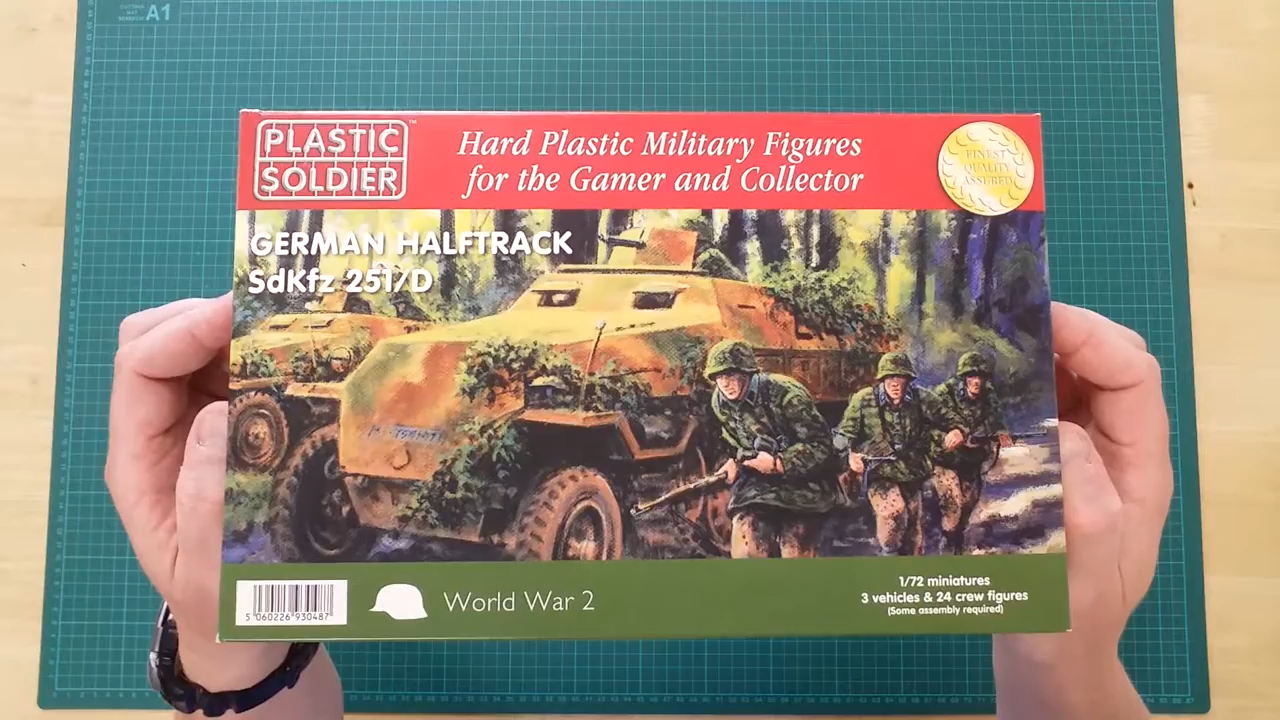 A1
PLASTIC
SOLDIER
™
Hard Plastic Military Figures
for the Gamer and Collector
FINEST
QUALITY
ASSURED
GERMAN HALFTRACK
SdKfz 251/D
5 060226 930487
World War 2
1/72 miniatures
3 vehicles & 24 crew figures
(Some assembly required)